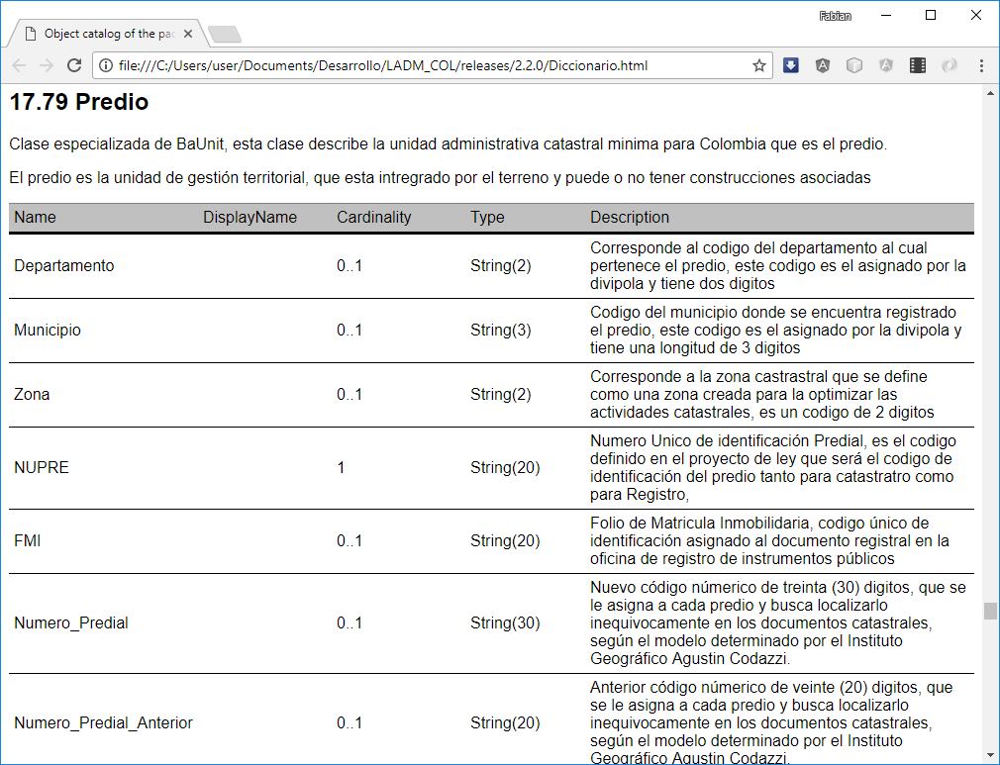 Fabian
Object catalog of the pac
file:///C:/Users/user/Documents/Desarrollo/LADM_COL/releases/2.2.0/Diccionario.html
17.79 Predio
Clase especializada de BaUnit, esta clase describe la unidad administrativa catastral minima para Colombia que es el predio.
El predio es la unidad de gestión territorial, que esta intregrado por el terreno y puede o no tener construcciones asociadas
Name DisplayName Cardinality Type Description
Departamento 0..1 String(2) Corresponde al codigo del departamento al cual
pertenece el predio, este codigo es el asignado por la
divipola y tiene dos digitos
Municipio 0..1 String(3) Codigo del municipio donde se encuentra registrado
el predio, este codigo es el asignado por la divipola y
tiene una longitud de 3 digitos
Zona 0..1 String(2) Corresponde a la zona castrastral que se define
como una zona creada para la optimizar las
actividades catastrales, es un codigo de 2 digitos
NUPRE 1 String(20) Numero Unico de identificación Predial, es el codigo
definido en el proyecto de ley que será el codigo de
identificación del predio tanto para catastratro como
para Registro,
FMI 0..1 String(20) Folio de Matricula Inmobilidaria, codigo único de
identificación asignado al documento registral en la
oficina de registro de instrumentos públicos
Numero_Predial 0..1 String(30) Nuevo código númerico de treinta (30) digitos, que se
le asigna a cada predio y busca localizarlo
inequivocamente en los documentos catastrales,
según el modelo determinado por el Instituto
Geográfico Agustin Codazzi.
Numero_Predial_Anterior 0..1 String(20) Anterior código númerico de veinte (20) digitos, que
se le asigna a cada predio y busca localizarlo
inequivocamente en los documentos catastrales,
según el modelo determinado por el Instituto
Geográfico Agustin Codazzi.